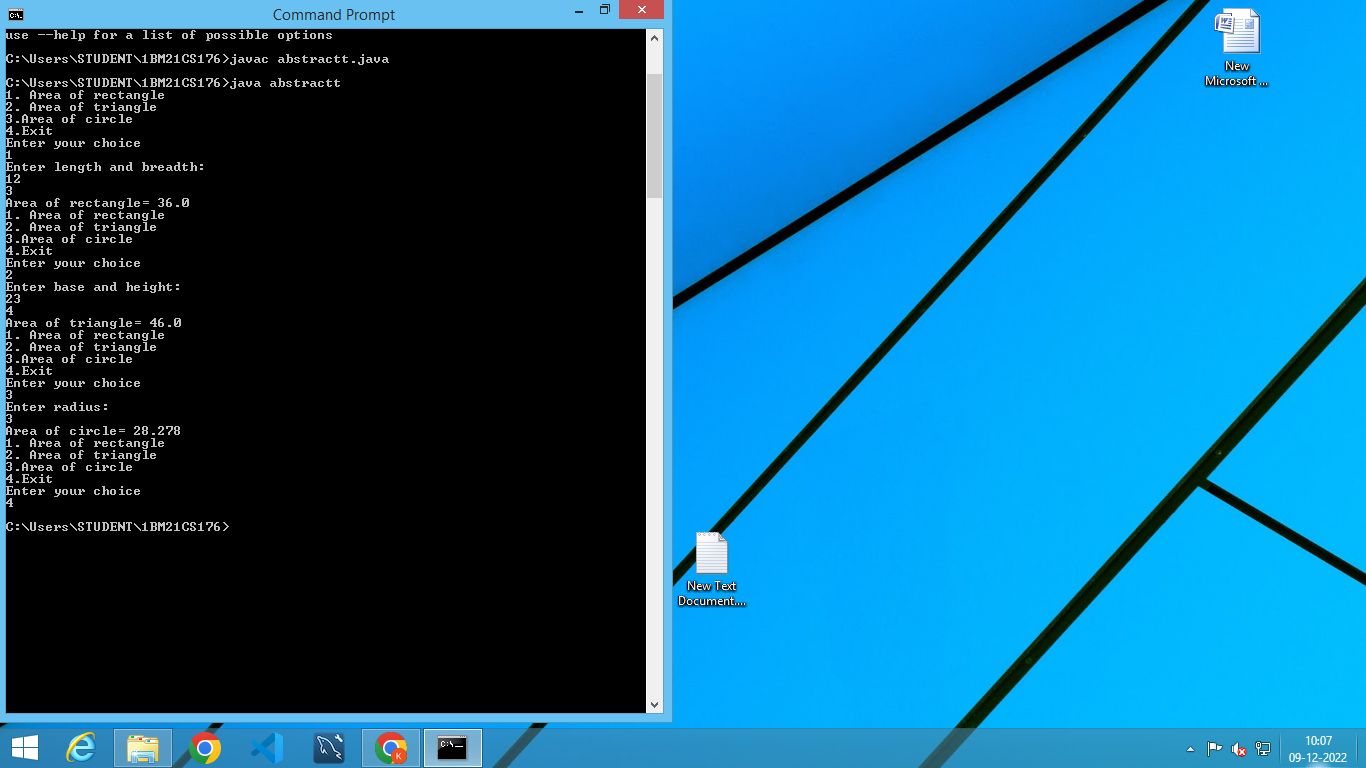 Command Prompt
use --help for a list of possible options
C:\Users\STUDENT\1BM21CS176>javac abstractt.java
C:\Users\STUDENT\1BM21CS176>java abstractt
1. Area of rectangle
2. Area of triangle
3.Area of circle
4.Exit
Enter your choice
1
Enter length and breadth:
12
3
Area of rectangle= 36.0
1. Area of rectangle
2. Area of triangle
3.Area of circle
4.Exit
Enter your choice
2
Enter base and height:
23
4
Area of triangle= 46.0
1. Area of rectangle
2. Area of triangle
3.Area of circle
4.Exit
Enter your choice
3
Enter radius:
3
Area of circle= 28.278
1. Area of rectangle
2. Area of triangle
3.Area of circle
4.Exit
Enter your choice
4
C:\Users\STUDENT\1BM21CS176>
New
Microsoft ...
New Text
Document....
K
C:\_
10:07
09-12-2022